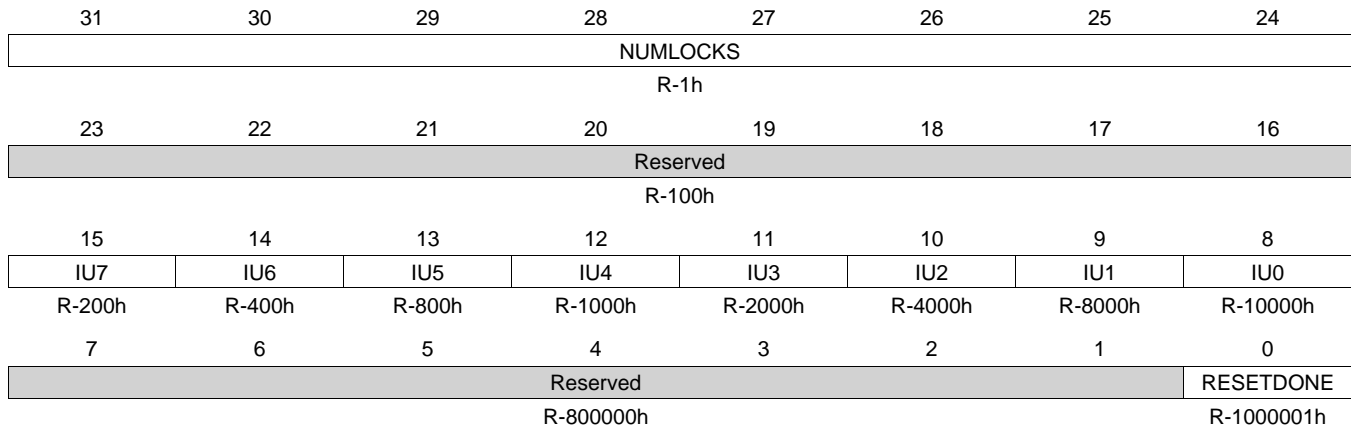 31 30 29 28 27 26 25 24
NUMLOCKS
R-1h
23 22 21 20 19 18 17 16
Reserved
R-100h
15 14 13 12 11 10 9 8
IU7 IU6 IU5 IU4 IU3 IU2 IU1 IU0
R-200h R-400h R-800h R-1000h R-2000h R-4000h R-8000h R-10000h
7 6 5 4 3 2 1 0
Reserved RESETDONE
R-800000h R-1000001h